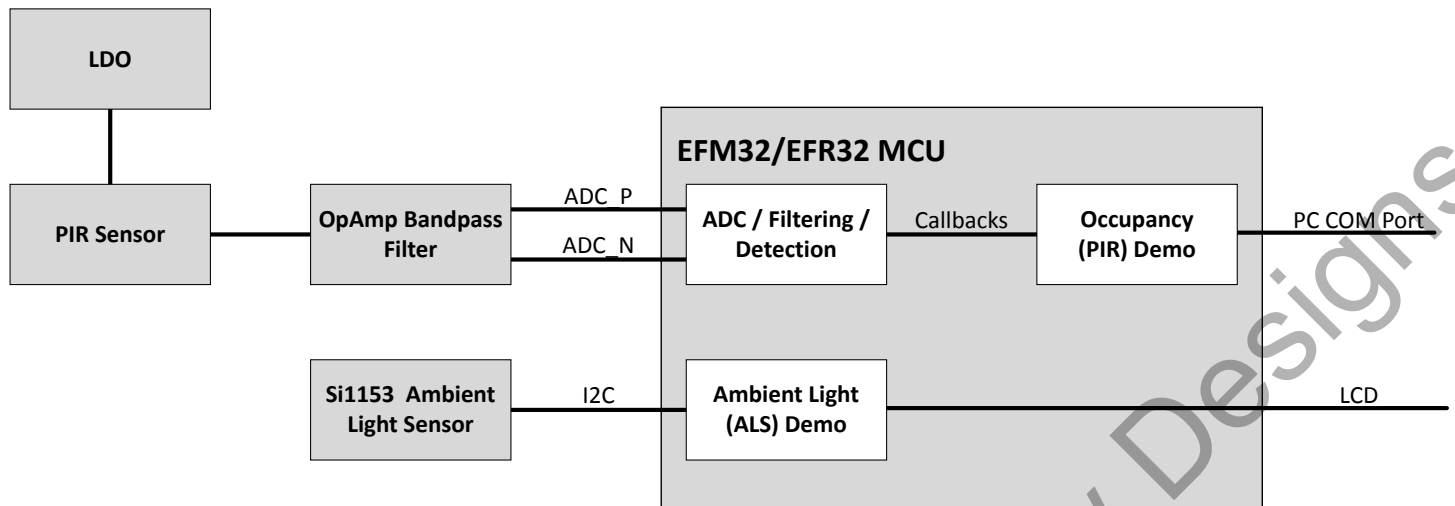 LDO
EFM32/EFR32 MCU
PIR Sensor
OpAmp Bandpass
Filter
ADC_P
ADC_N
ADC / Filtering /
Detection
Callbacks
Occupancy
(PIR) Demo
PC COM Port
Si1153 Ambient
Light Sensor
I2C
Ambient Light
(ALS) Demo
LCD
Designs